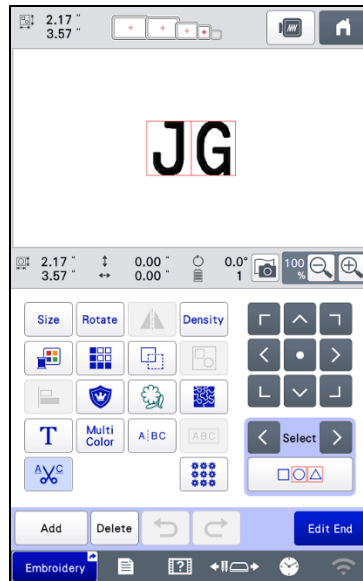 2.17 "
3.57 "
JG
2.17 " 0.00 " 0.0°
3.57 " 0.00 " 1
100
%
Size Rotate Density
T Multi
Color A BC ABC
Select
A C
Add Delete Edit End
Embroidery